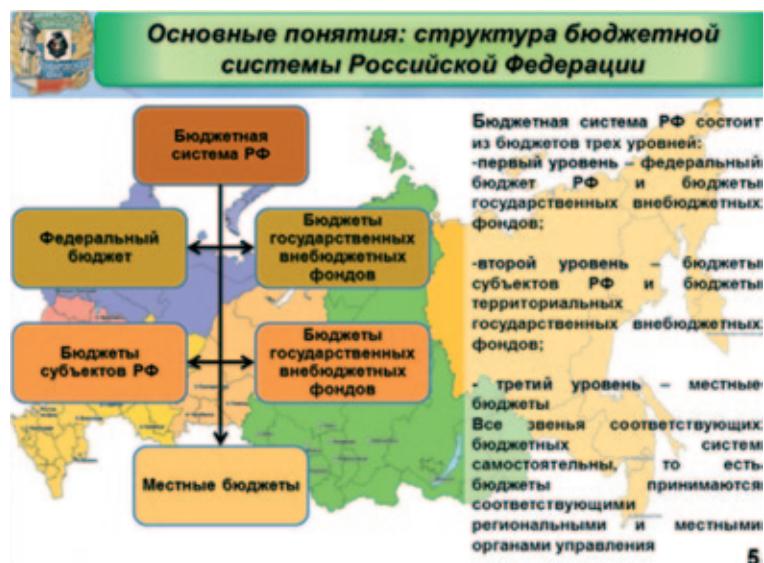 Основные понятия: структура бюджетной
системы Российской Федерации
Бюджетная
система РФ
Федеральный
бюджет
Бюджеты
государственных
внебюджетных
фондов
Бюджеты
субъектов РФ
Бюджеты
государственных
внебюджетных
фондов
Местные бюджеты
Бюджетная система РФ состоит
из бюджетов трех уровней:
-первый уровень – федеральный
бюджет РФ и бюджеты
государственных внебюджетных
фондов;
-второй уровень – бюджеты
субъектов РФ и бюджеты
территориальных
государственных внебюджетных
фондов;
- третий уровень – местные
бюджеты
Все звенья соответствующих
бюджетных систем
самостоятельны, то есть
бюджеты принимаются
соответствующими
региональными и местными
органами управления
5